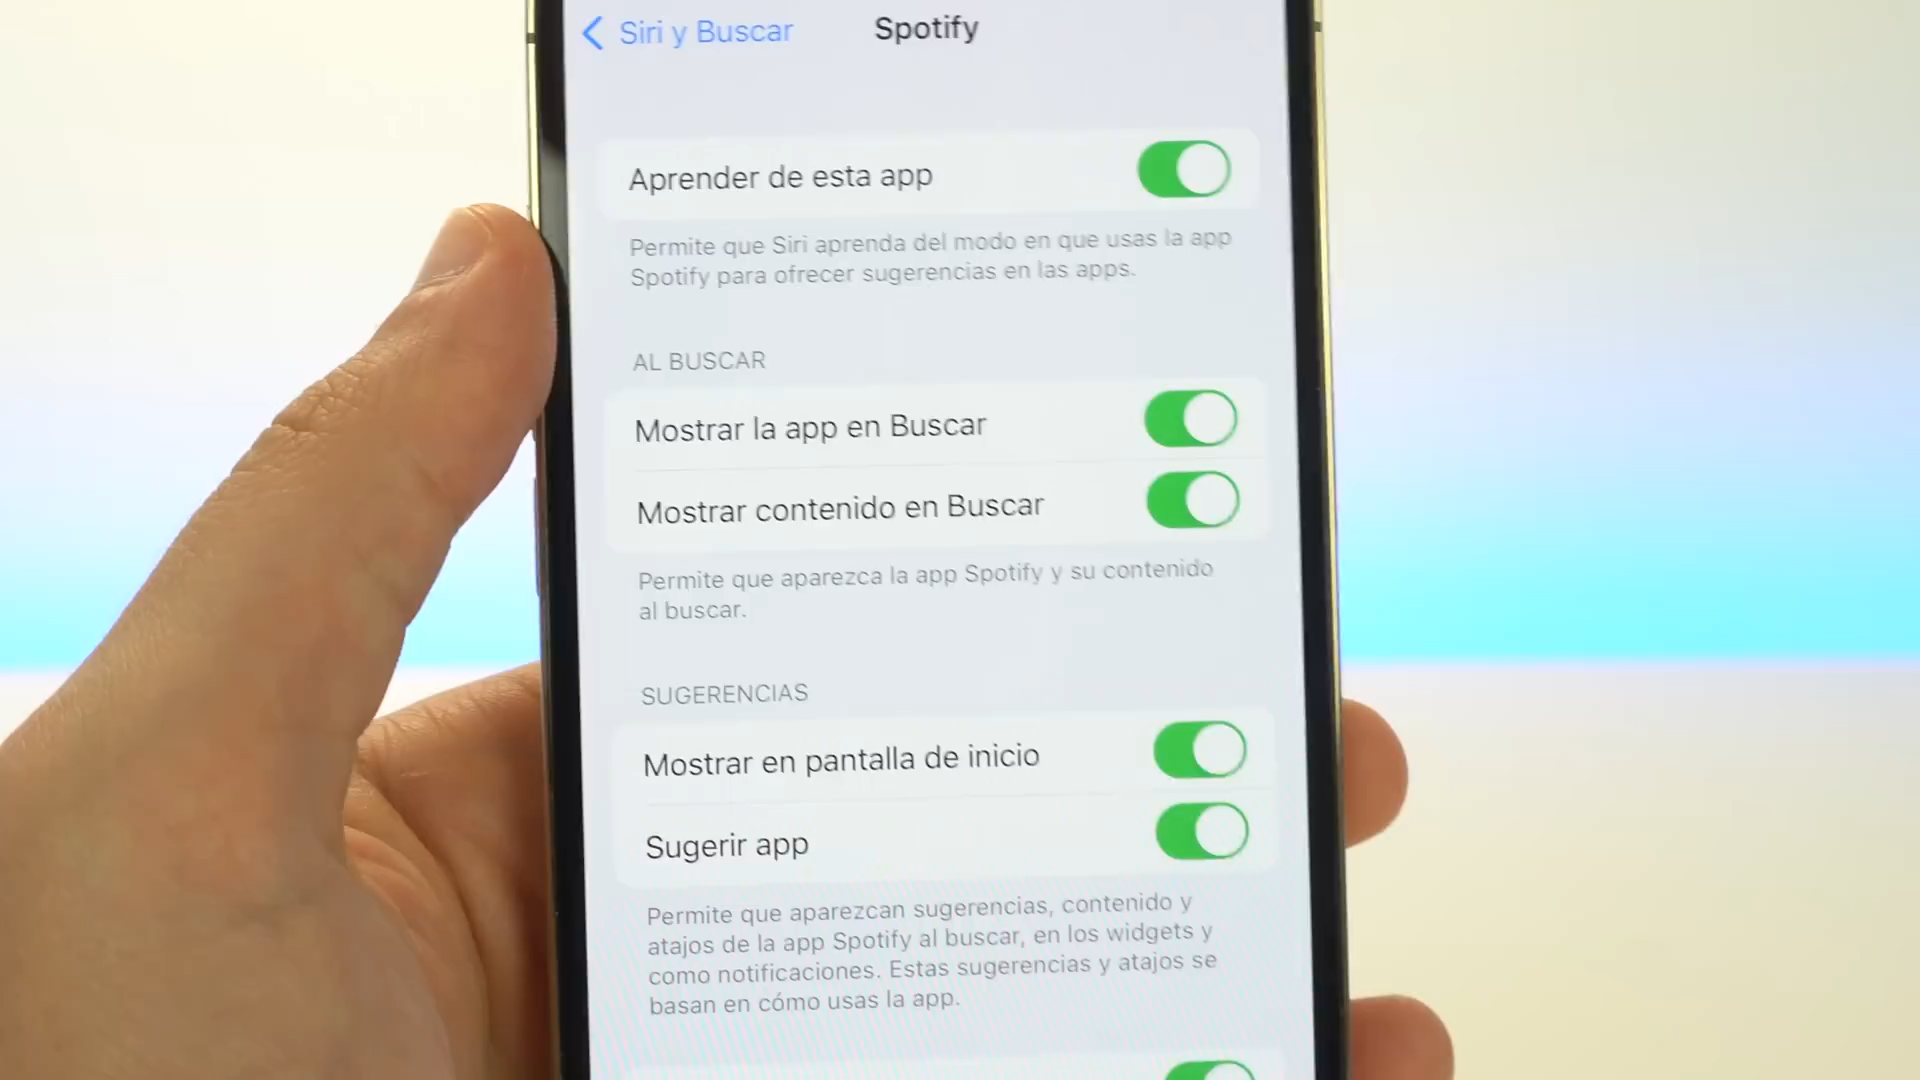 Siri y Buscar
Spotify
Aprender de esta app
Permite que Siri aprenda del modo en que usas la app
Spotify para ofrecer sugerencias en las apps.
AL BUSCAR
Mostrar la app en Buscar
Mostrar contenido en Buscar
Permite que aparezca la app Spotify y su contenido
al buscar.
SUGERENCIAS
Mostrar en pantalla de inicio
Sugerir app
Permite que aparezcan sugerencias, contenido y
atajos de la app Spotify al buscar, en los widgets y
como notificaciones. Estas sugerencias y atajos se
basan en cómo usas la app.